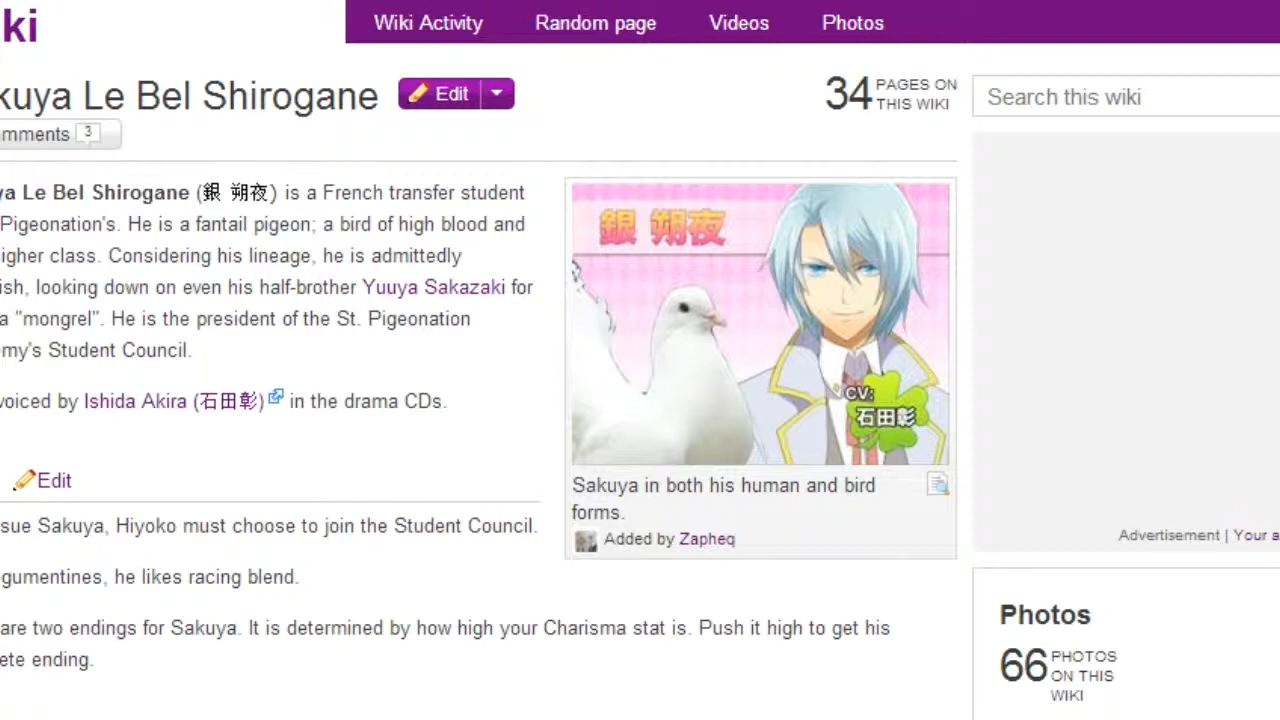 ki
Wiki Activity Random page Videos Photos
kuya Le Bel Shirogane Edit
34 PAGES ON THIS WIKI
Search this wiki
mments 3
ya Le Bel Shirogane (銀 朔夜) is a French transfer student
Pigeonation's. He is a fantail pigeon; a bird of high blood and
igher class. Considering his lineage, he is admittedly
ish, looking down on even his half-brother Yuuya Sakazaki for
a "mongrel". He is the president of the St. Pigeonation
my's Student Council.
voiced by Ishida Akira (石田彰) in the drama CDs.
Edit
sue Sakuya, Hiyoko must choose to join the Student Council.
gumentines, he likes racing blend.
are two endings for Sakuya. It is determined by how high your Charisma stat is. Push it high to get his
ete ending.
銀 朔夜
CV:
石田彰
Sakuya in both his human and bird
forms.
Added by Zapheq
Advertisement | Your a
Photos
66 PHOTOS
ON THIS
WIKI